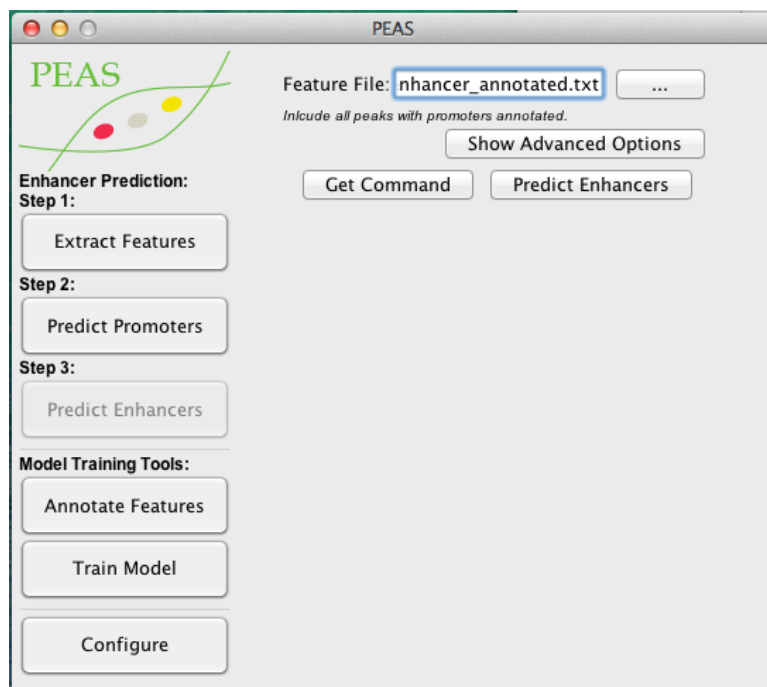 PEAS
PEAS
Feature File: nhancer_annotated.txt ...
Inlcude all peaks with promoters annotated.
Show Advanced Options
Get Command Predict Enhancers
Enhancer Prediction:
Step 1:
Extract Features
Step 2:
Predict Promoters
Step 3:
Predict Enhancers
Model Training Tools:
Annotate Features
Train Model
Configure